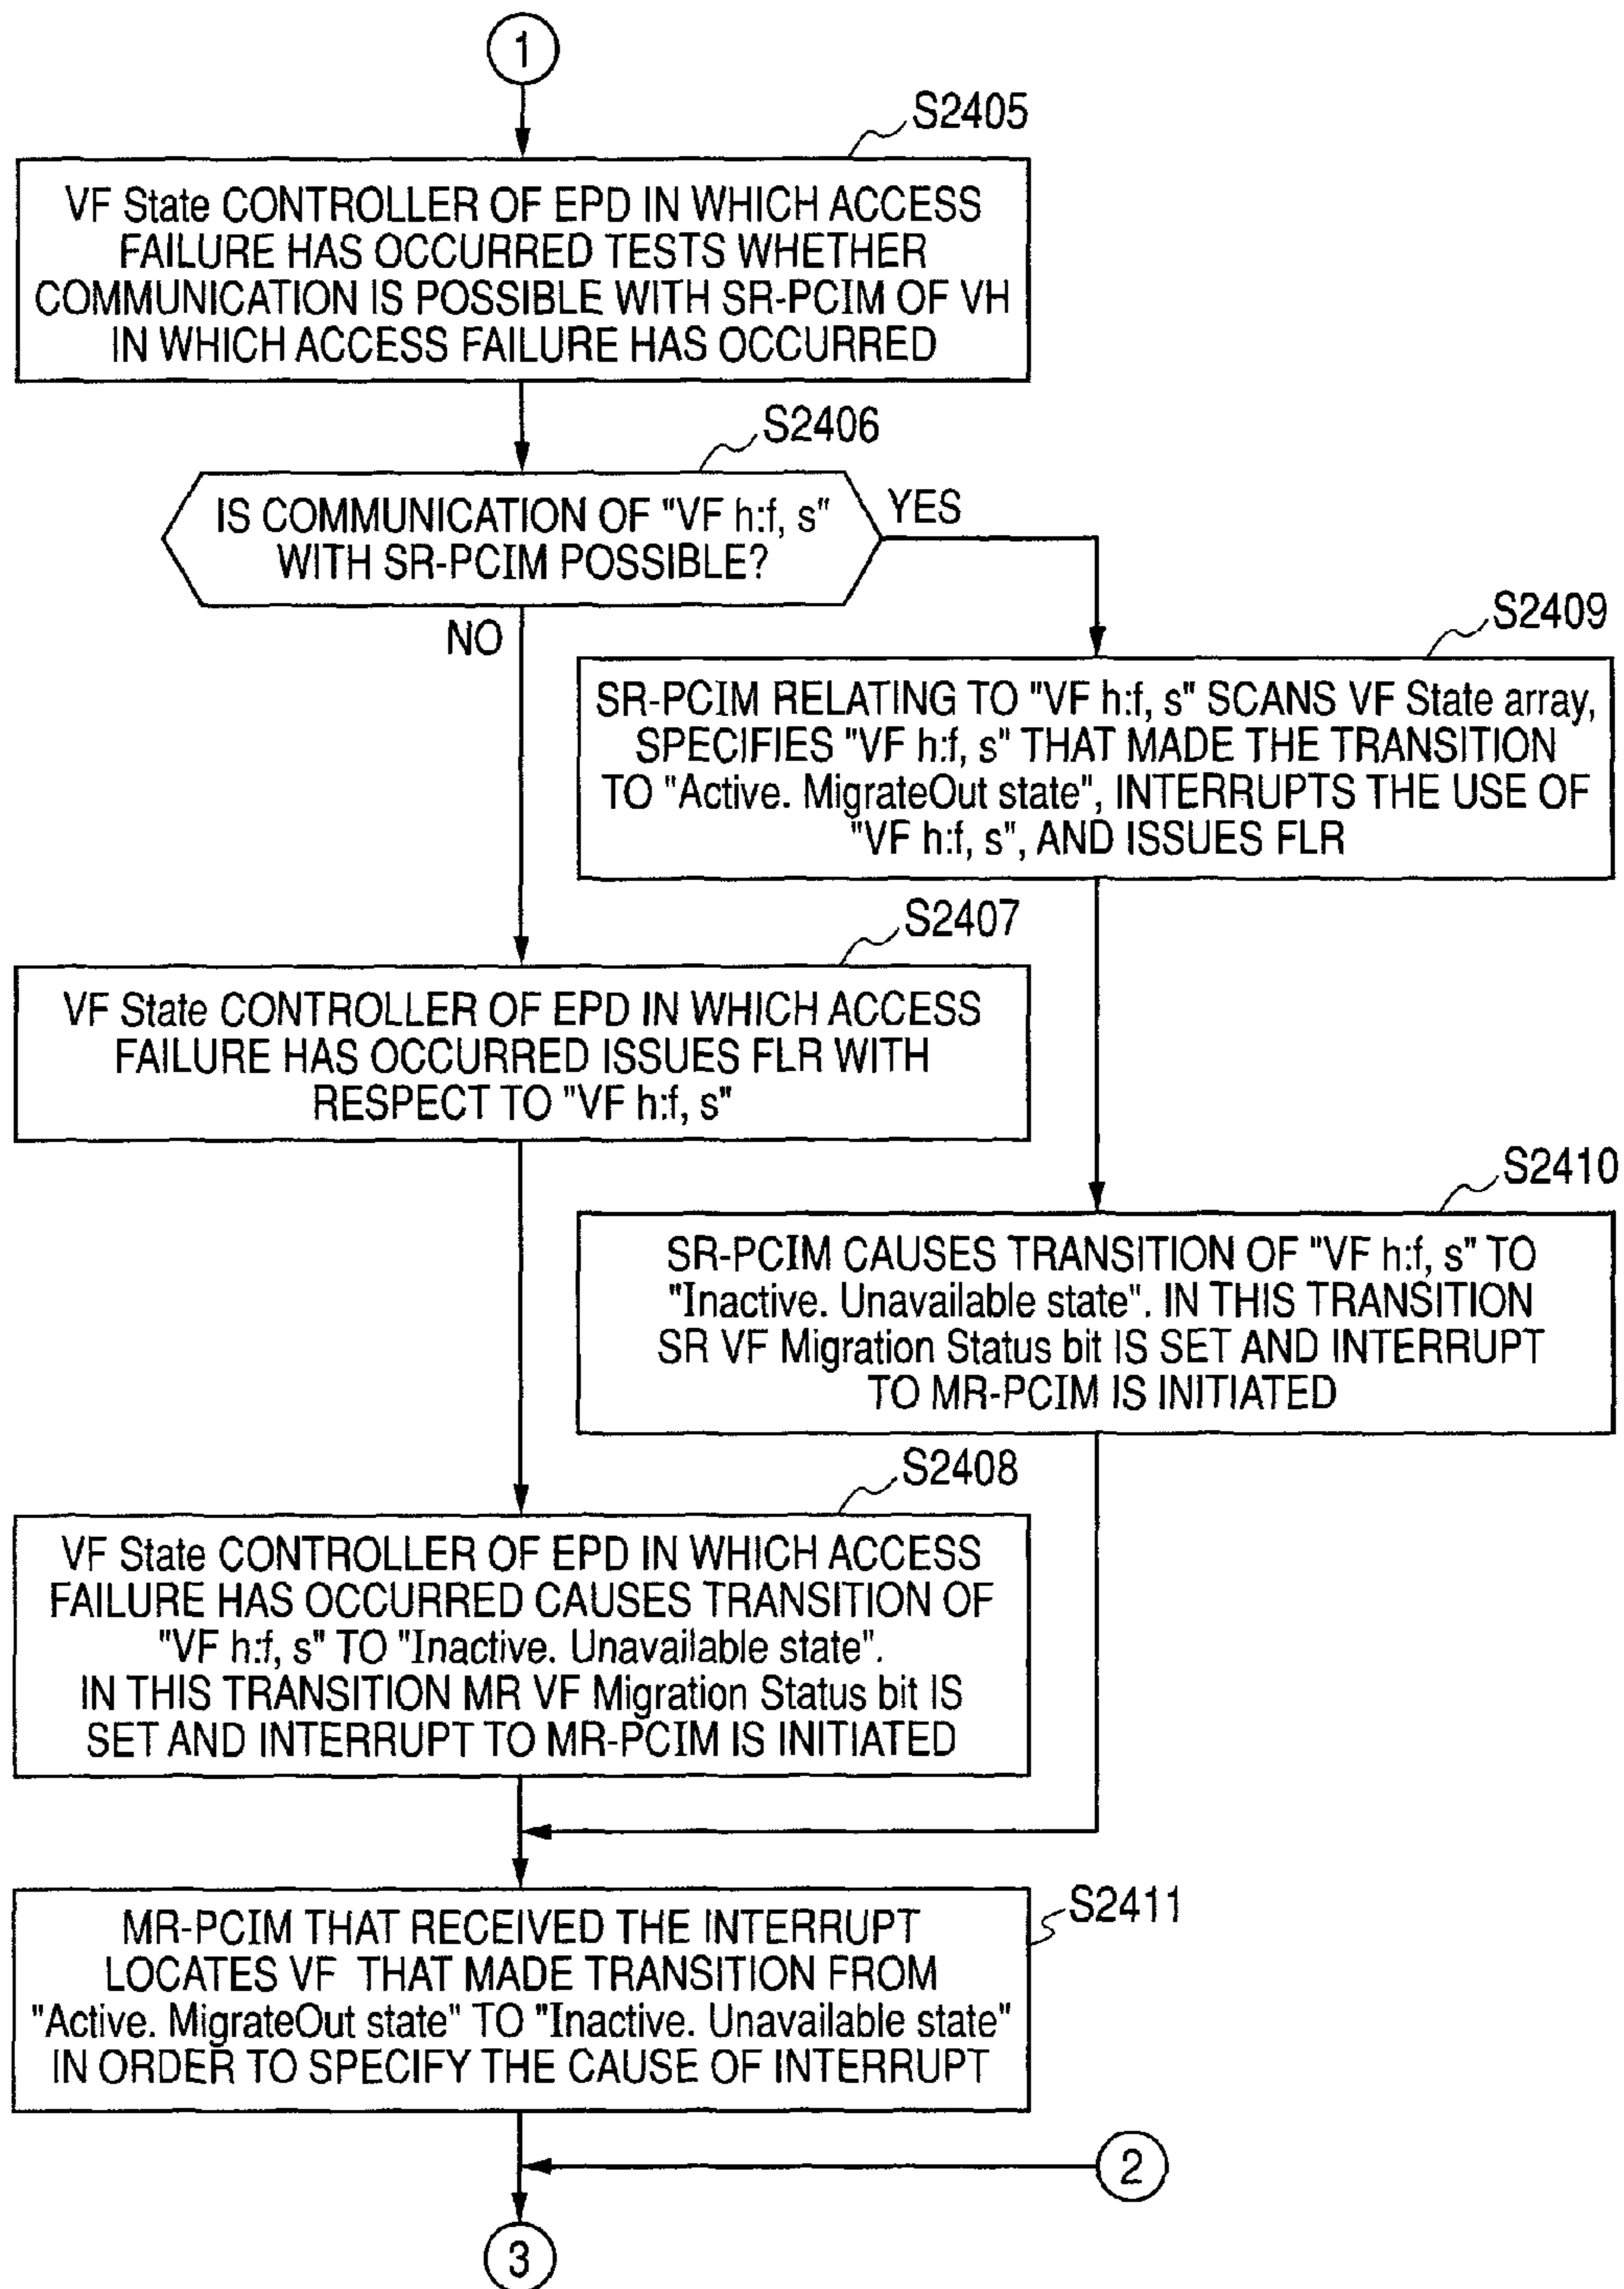 1
S2405
VF State CONTROLLER OF EPD IN WHICH ACCESS
FAILURE HAS OCCURRED TESTS WHETHER
COMMUNICATION IS POSSIBLE WITH SR-PCIM OF VH
IN WHICH ACCESS FAILURE HAS OCCURRED
S2406
IS COMMUNICATION OF "VF h:f, s"
WITH SR-PCIM POSSIBLE?
YES
NO
S2409
SR-PCIM RELATING TO "VF h:f, s" SCANS VF State array,
SPECIFIES "VF h:f, s" THAT MADE THE TRANSITION
TO "Active. MigrateOut state", INTERRUPTS THE USE OF
"VF h:f, s", AND ISSUES FLR
S2407
VF State CONTROLLER OF EPD IN WHICH ACCESS
FAILURE HAS OCCURRED ISSUES FLR WITH
RESPECT TO "VF h:f, s"
S2410
SR-PCIM CAUSES TRANSITION OF "VF h:f, s" TO
"Inactive. Unavailable state". IN THIS TRANSITION
SR VF Migration Status bit IS SET AND INTERRUPT
TO MR-PCIM IS INITIATED
S2408
VF State CONTROLLER OF EPD IN WHICH ACCESS
FAILURE HAS OCCURRED CAUSES TRANSITION OF
"VF h:f, s" TO "Inactive. Unavailable state".
IN THIS TRANSITION MR VF Migration Status bit IS
SET AND INTERRUPT TO MR-PCIM IS INITIATED
S2411
MR-PCIM THAT RECEIVED THE INTERRUPT
LOCATES VF THAT MADE TRANSITION FROM
"Active. MigrateOut state" TO "Inactive. Unavailable state"
IN ORDER TO SPECIFY THE CAUSE OF INTERRUPT
2
3